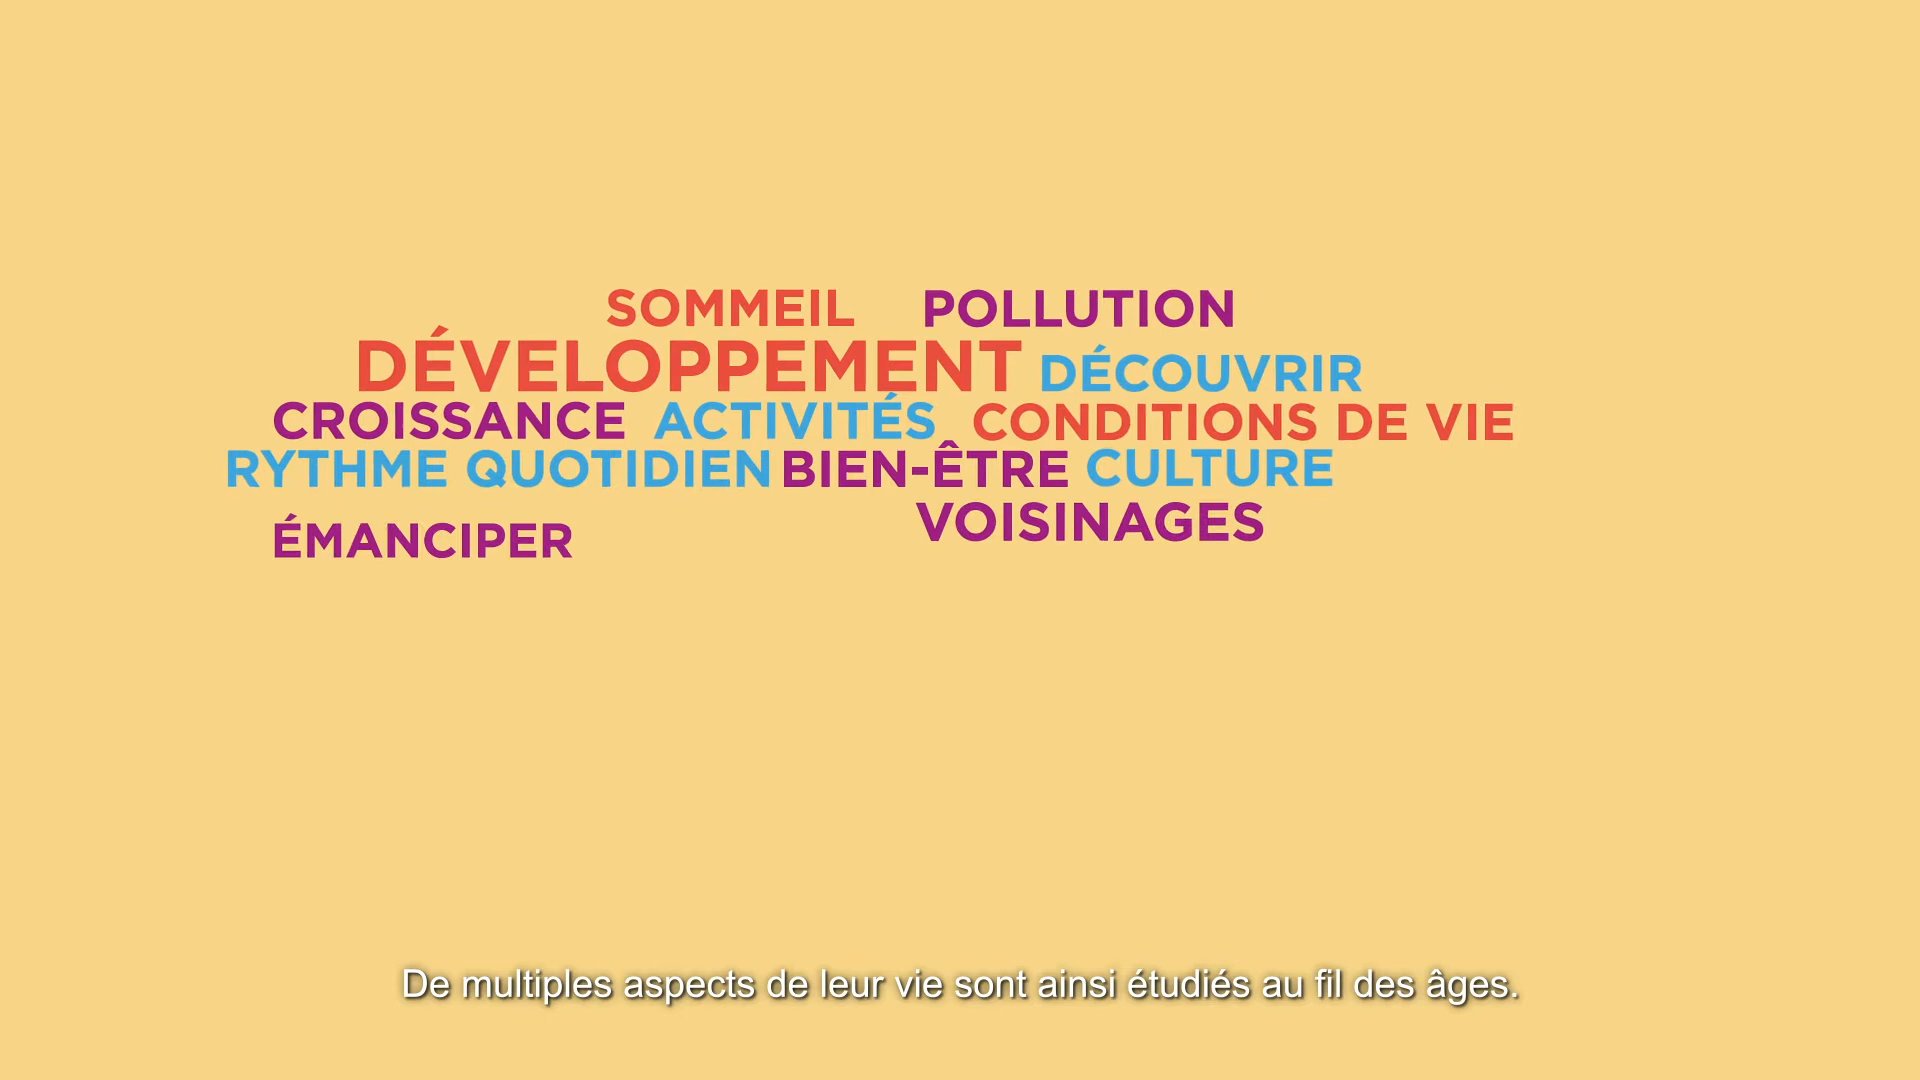 SOMMEIL POLLUTION
DÉVELOPPEMENT DÉCOUVRIR
CROISSANCE ACTIVITÉS CONDITIONS DE VIE
RYTHME QUOTIDIEN BIEN-ÊTRE CULTURE
VOISINAGES
ÉMANCIPER
De multiples aspects de leur vie sont ainsi étudiés au fil des âges.